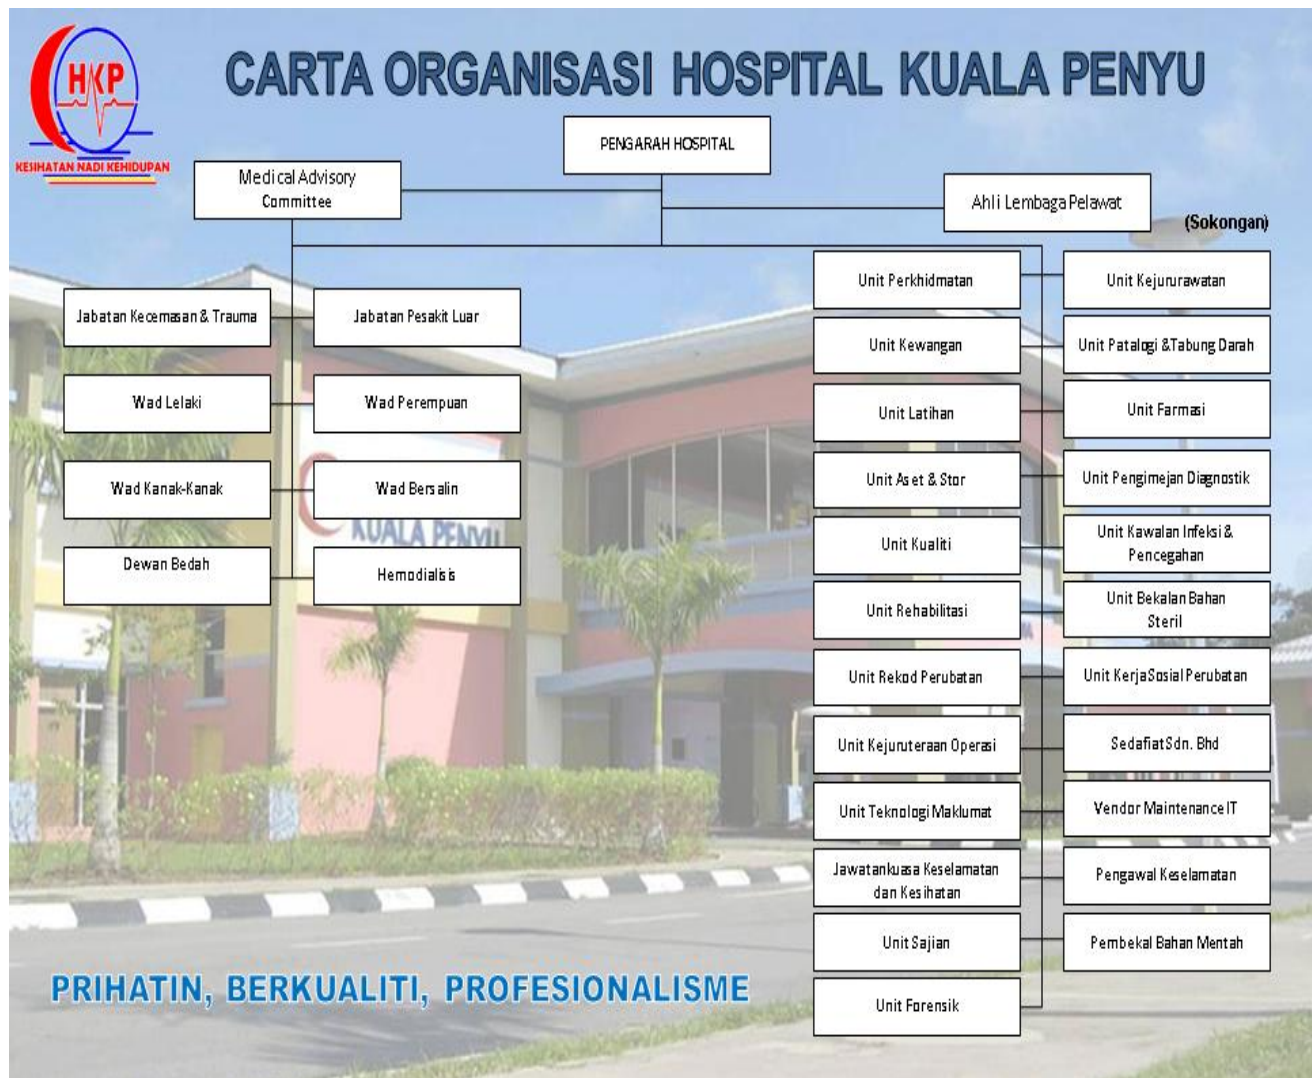 HKP
KESIHATAN NADI KEHIDUPAN
CARTA ORGANISASI HOSPITAL KUALA PENYU
PENGARAH HOSPITAL
Medical Advisory
Committee
Ahli Lembaga Pelawat
(Sokongan)
Jabatan Kecemasan & Trauma
Jabatan Pesakit Luar
Wad Lelaki
Wad Perempuan
Wad Kanak-Kanak
Wad Bersalin
Dewan Bedah
Hemodialisis
KUALA PENYU
Unit Perkhidmatan
Unit Kejururawatan
Unit Kewangan
Unit Patalogi & Tabung Darah
Unit Latihan
Unit Farmasi
Unit Aset & Stor
Unit Pengimejan Diagnostik
Unit Kualiti
Unit Kawalan Infeksi &
Pencegahan
Unit Rehabilitasi
Unit Bekalan Bahan
Steril
Unit Rekod Perubatan
Unit Kerja Sosial Perubatan
Unit Kejuruteraan Operasi
Sedafiat Sdn. Bhd
Unit Teknologi Maklumat
Vendor Maintenance IT
Jawatankuasa Keselamatan
dan Kesihatan
Pengawal Keselamatan
Unit Sajian
Pembekal Bahan Mentah
Unit Forensik
PRIHATIN, BERKUALITI, PROFESIONALISME